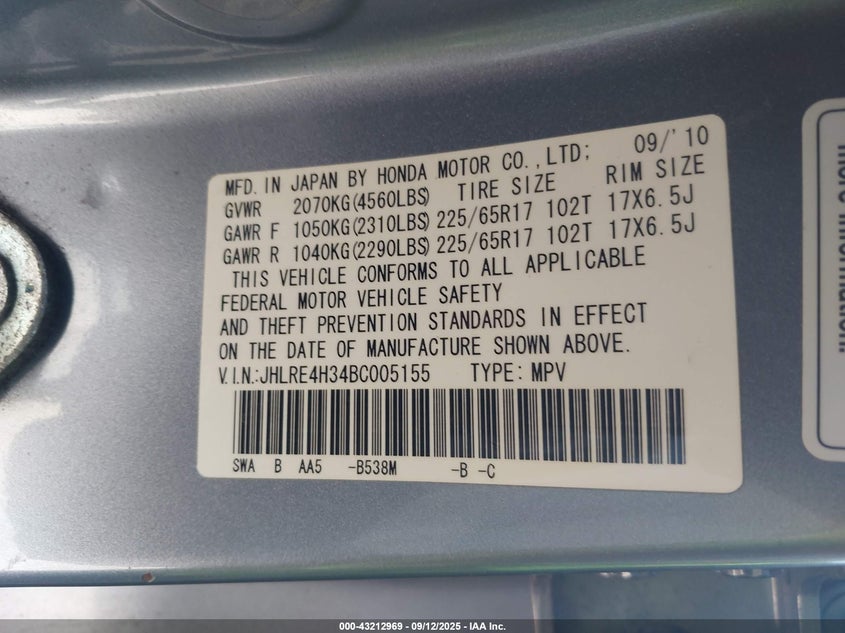 MFD. IN JAPAN BY HONDA MOTOR CO., LTD; 09/'10
GVWR 2070KG(4560LBS) TIRE SIZE RIM SIZE
GAWR F 1050KG(2310LBS) 225/65R17 102T 17X6.5J
GAWR R 1040KG(2290LBS) 225/65R17 102T 17X6.5J
THIS VEHICLE CONFORMS TO ALL APPLICABLE
FEDERAL MOTOR VEHICLE SAFETY
AND THEFT PREVENTION STANDARDS IN EFFECT
ON THE DATE OF MANUFACTURE SHOWN ABOVE.
V.I.N.:JHLRE4H34BC005155 TYPE: MPV
SWA B AA5 -B538M -B -C
more information.
000-43212969 - 09/12/2025 - IAA Inc.